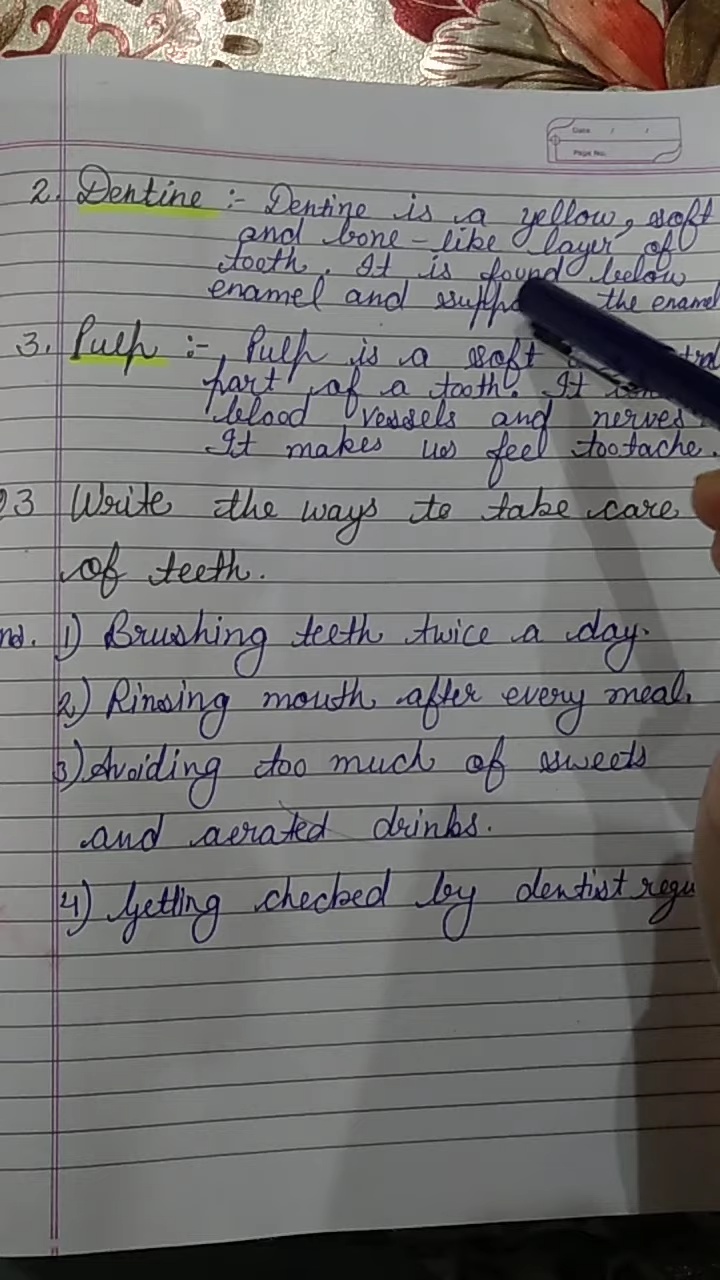 Date / /
Page No.
2. Dentine :- Dentine is a yellow, soft
and bone-like layer of
tooth. It is found below
enamel and the enamel
3. Pulp :- Pulp is a soft
part of a tooth. It
blood vessels and nerves
It makes us feel tootache.
Q3 Write the ways to take care
of teeth.
1) Brushing teeth twice a day.
2) Rinsing mouth after every meal.
3) Avoiding too much of sweets
and aerated drinks.
4) Getting checked by dentist regu